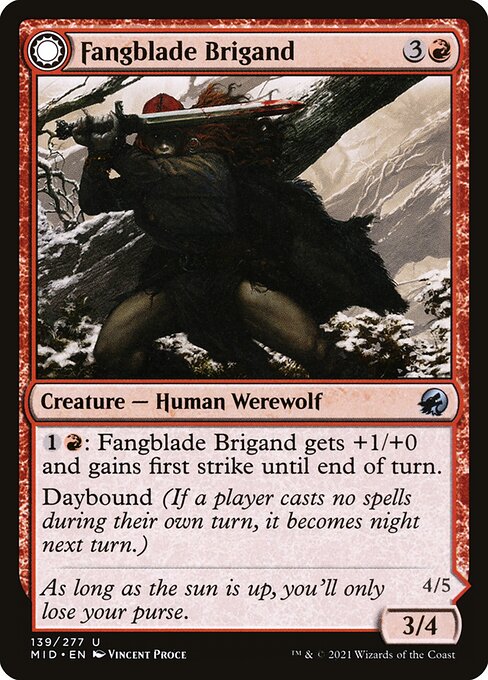 Fangblade Brigand 3
Creature — Human Werewolf
1 : Fangblade Brigand gets +1/+0
and gains first strike until end of turn.
Daybound (If a player casts no spells
during their own turn, it becomes night
next turn.)
As long as the sun is up, you'll only
lose your purse.
4/5
3/4
139/277 U
MID • EN Vincent Proce
™ & © 2021 Wizards of the Coast